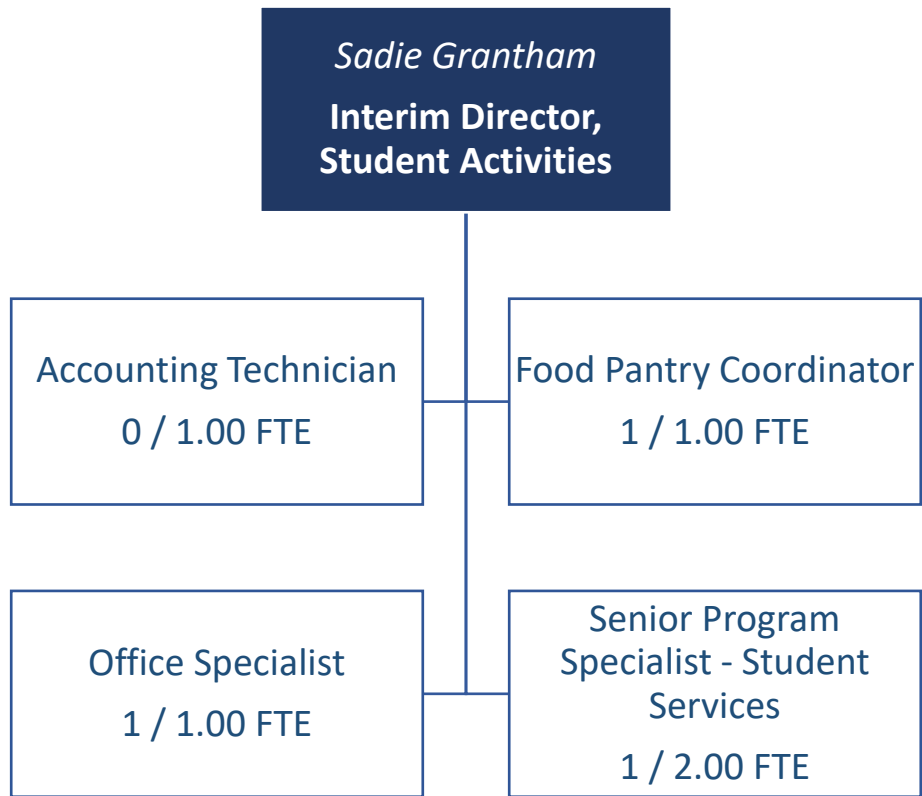 Sadie Grantham
Interim Director,
Student Activities
Accounting Technician
0 / 1.00 FTE
Food Pantry Coordinator
1 / 1.00 FTE
Office Specialist
1 / 1.00 FTE
Senior Program
Specialist - Student
Services
1 / 2.00 FTE